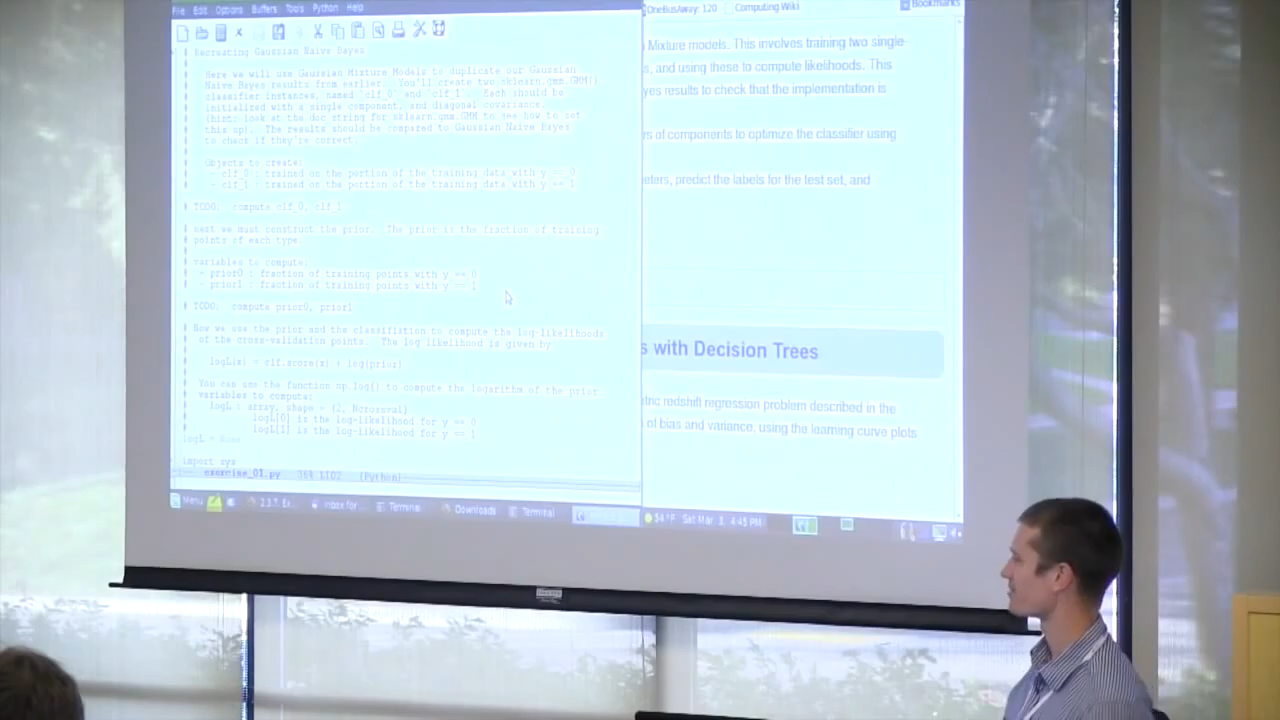 File Edit Options Buffers Tools Python Help
# Recreating Gaussian Naive Bayes
#
# Here we will use Gaussian Mixture Models to duplicate our Gaussian
# Naive Bayes results from earlier. You'll create two sklearn.gmm.GMM()
# classifier instances, named `clf_0` and `clf_1`. Each should be
# initialized with a single component, and diagonal covariance.
# (hint: look at the doc string for sklearn.gmm.GMM to see how to set
# this up). The results should be compared to Gaussian Naive Bayes
# to check if they're correct.
#
# Objects to create:
# - clf_0 : trained on the portion of the training data with y == 0
# - clf_1 : trained on the portion of the training data with y == 1
# TODO: compute clf_0, clf_1
# next we must construct the prior. The prior is the fraction of training
# points of each type.
#
# variables to compute:
# - prior0 : fraction of training points with y == 0
# - prior1 : fraction of training points with y == 1
# TODO: compute prior0, prior1
# Now we use the prior and the classifiation to compute the log-likelihoods
# of the cross-validation points. The log likelihood is given by
#
# logL(x) = clf.score(x) + log(prior)
#
# You can use the function np.log() to compute the logarithm of the prior.
# Variables to compute:
# logL : array, shape = (2, Ncrossval)
# logL[0] is the log-likelihood for y == 0
# logL[1] is the log-likelihood for y == 1
logL = None
import sys
exercise_01.py 36% L102 (Python)
OneBusAway: 120 Computing Wiki Bookmarks
Mixture models. This involves training two single-
s, and using these to compute likelihoods. This
yes results to check that the implementation is
rs of components to optimize the classifier using
eters, predict the labels for the test set, and
s with Decision Trees
etric redshift regression problem described in the
of bias and variance, using the learning curve plots
Menu 2.3.7. Ex... Inbox for... Terminal Downloads Terminal 54 °F Sat Mar 3, 4:45 PM